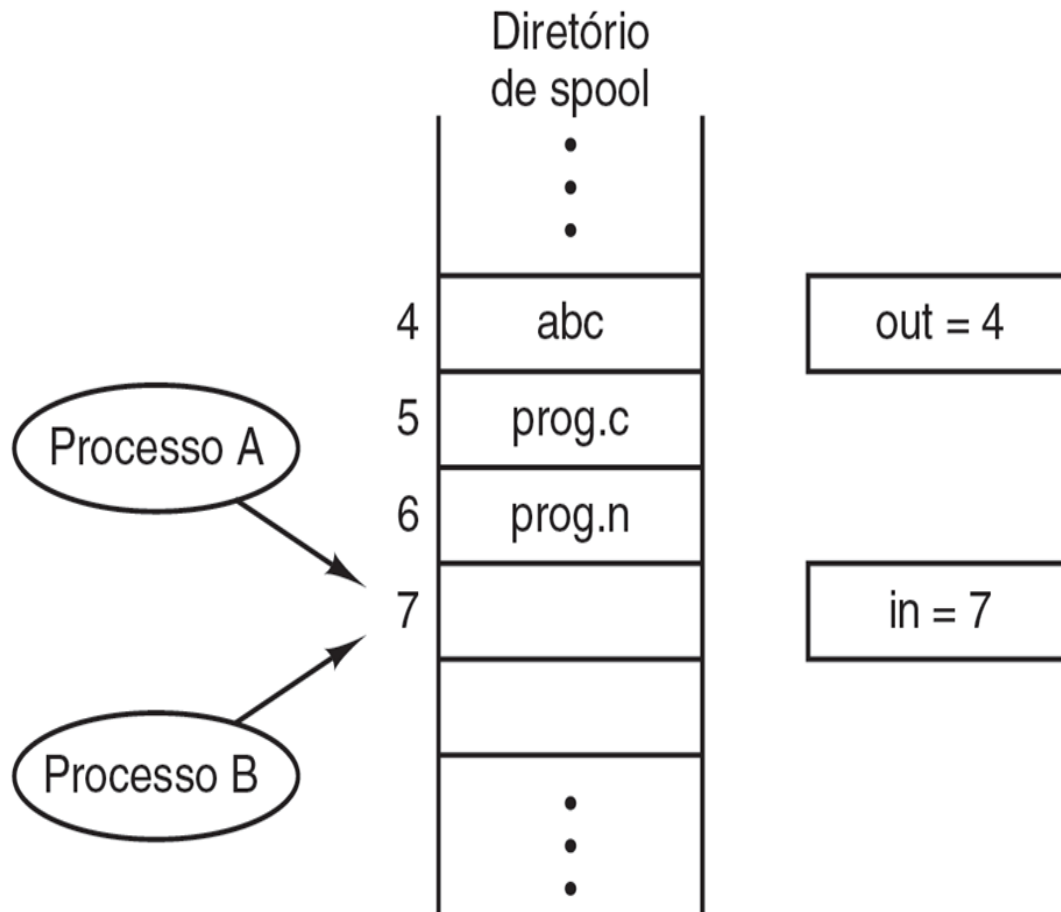 Diretório
de spool
4
abc
out = 4
Processo A
5
prog.c
6
prog.n
7
in = 7
Processo B